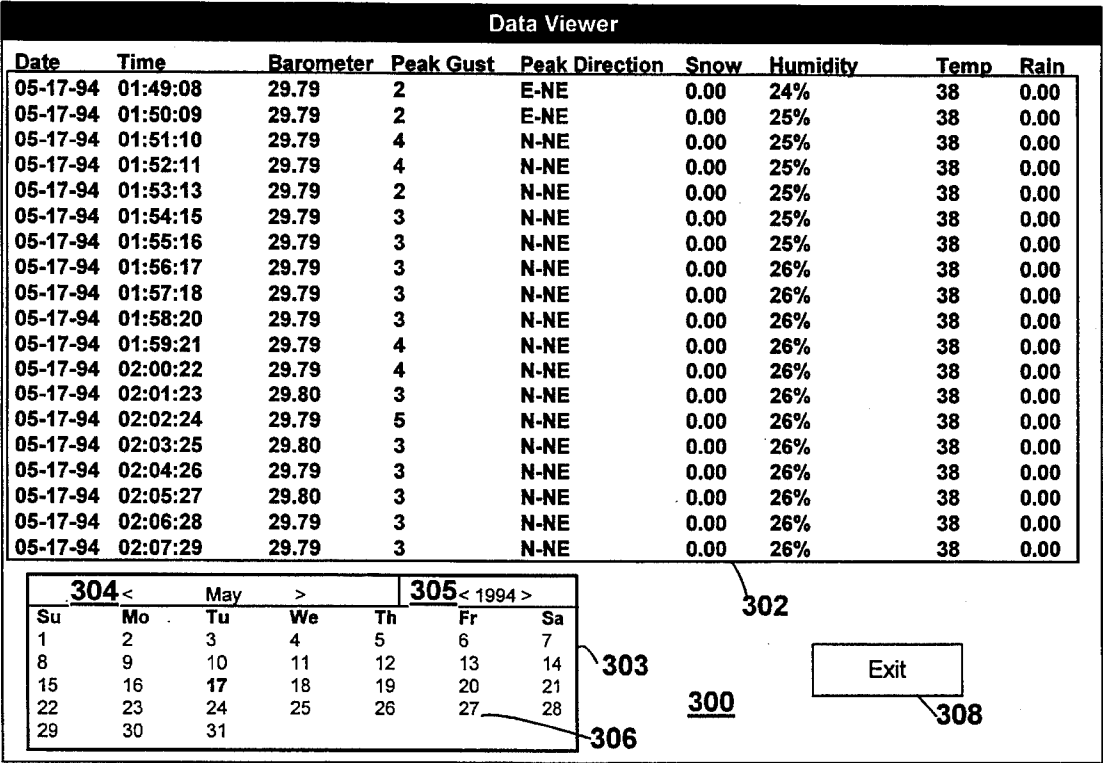 Data Viewer
Date Time Barometer Peak Gust Peak Direction Snow Humidity Temp Rain
05-17-94 01:49:08 29.79 2 E-NE 0.00 24% 38 0.00
05-17-94 01:50:09 29.79 2 E-NE 0.00 25% 38 0.00
05-17-94 01:51:10 29.79 4 N-NE 0.00 25% 38 0.00
05-17-94 01:52:11 29.79 4 N-NE 0.00 25% 38 0.00
05-17-94 01:53:13 29.79 2 N-NE 0.00 25% 38 0.00
05-17-94 01:54:15 29.79 3 N-NE 0.00 25% 38 0.00
05-17-94 01:55:16 29.79 3 N-NE 0.00 25% 38 0.00
05-17-94 01:56:17 29.79 3 N-NE 0.00 26% 38 0.00
05-17-94 01:57:18 29.79 3 N-NE 0.00 26% 38 0.00
05-17-94 01:58:20 29.79 3 N-NE 0.00 26% 38 0.00
05-17-94 01:59:21 29.79 4 N-NE 0.00 26% 38 0.00
05-17-94 02:00:22 29.79 4 N-NE 0.00 26% 38 0.00
05-17-94 02:01:23 29.80 3 N-NE 0.00 26% 38 0.00
05-17-94 02:02:24 29.79 5 N-NE 0.00 26% 38 0.00
05-17-94 02:03:25 29.80 3 N-NE 0.00 26% 38 0.00
05-17-94 02:04:26 29.79 3 N-NE 0.00 26% 38 0.00
05-17-94 02:05:27 29.80 3 N-NE 0.00 26% 38 0.00
05-17-94 02:06:28 29.79 3 N-NE 0.00 26% 38 0.00
05-17-94 02:07:29 29.79 3 N-NE 0.00 26% 38 0.00
304 < May > 305 < 1994 >
302
Su Mo Tu We Th Fr Sa
1 2 3 4 5 6 7
8 9 10 11 12 13 14
303
Exit
15 16 17 18 19 20 21
22 23 24 25 26 27 28
300
308
29 30 31
306